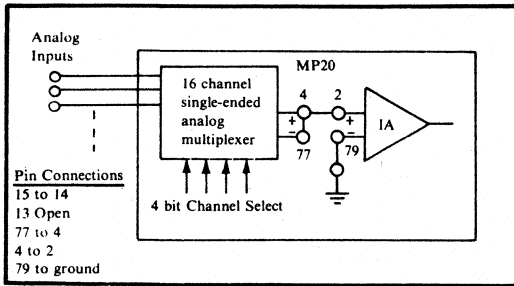 Analog
Inputs
MP20
16 channel
single-ended
analog
multiplexer
4
2
+
−
+
−
IA
77
79
Pin Connections
15 to 14
13 Open
77 to 4
4 to 2
79 to ground
4 bit Channel Select